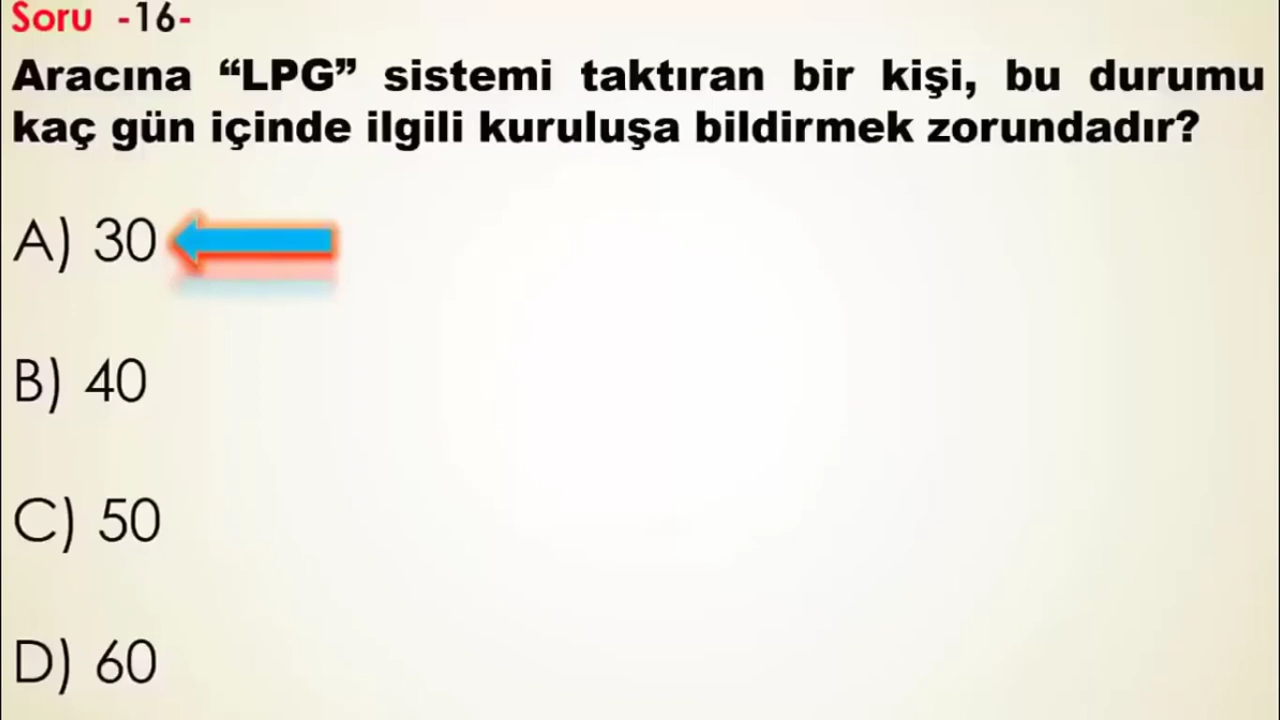 Soru -16-
Aracına “LPG” sistemi taktıran bir kişi, bu durumu
kaç gün içinde ilgili kuruluşa bildirmek zorundadır?
A) 30
B) 40
C) 50
D) 60